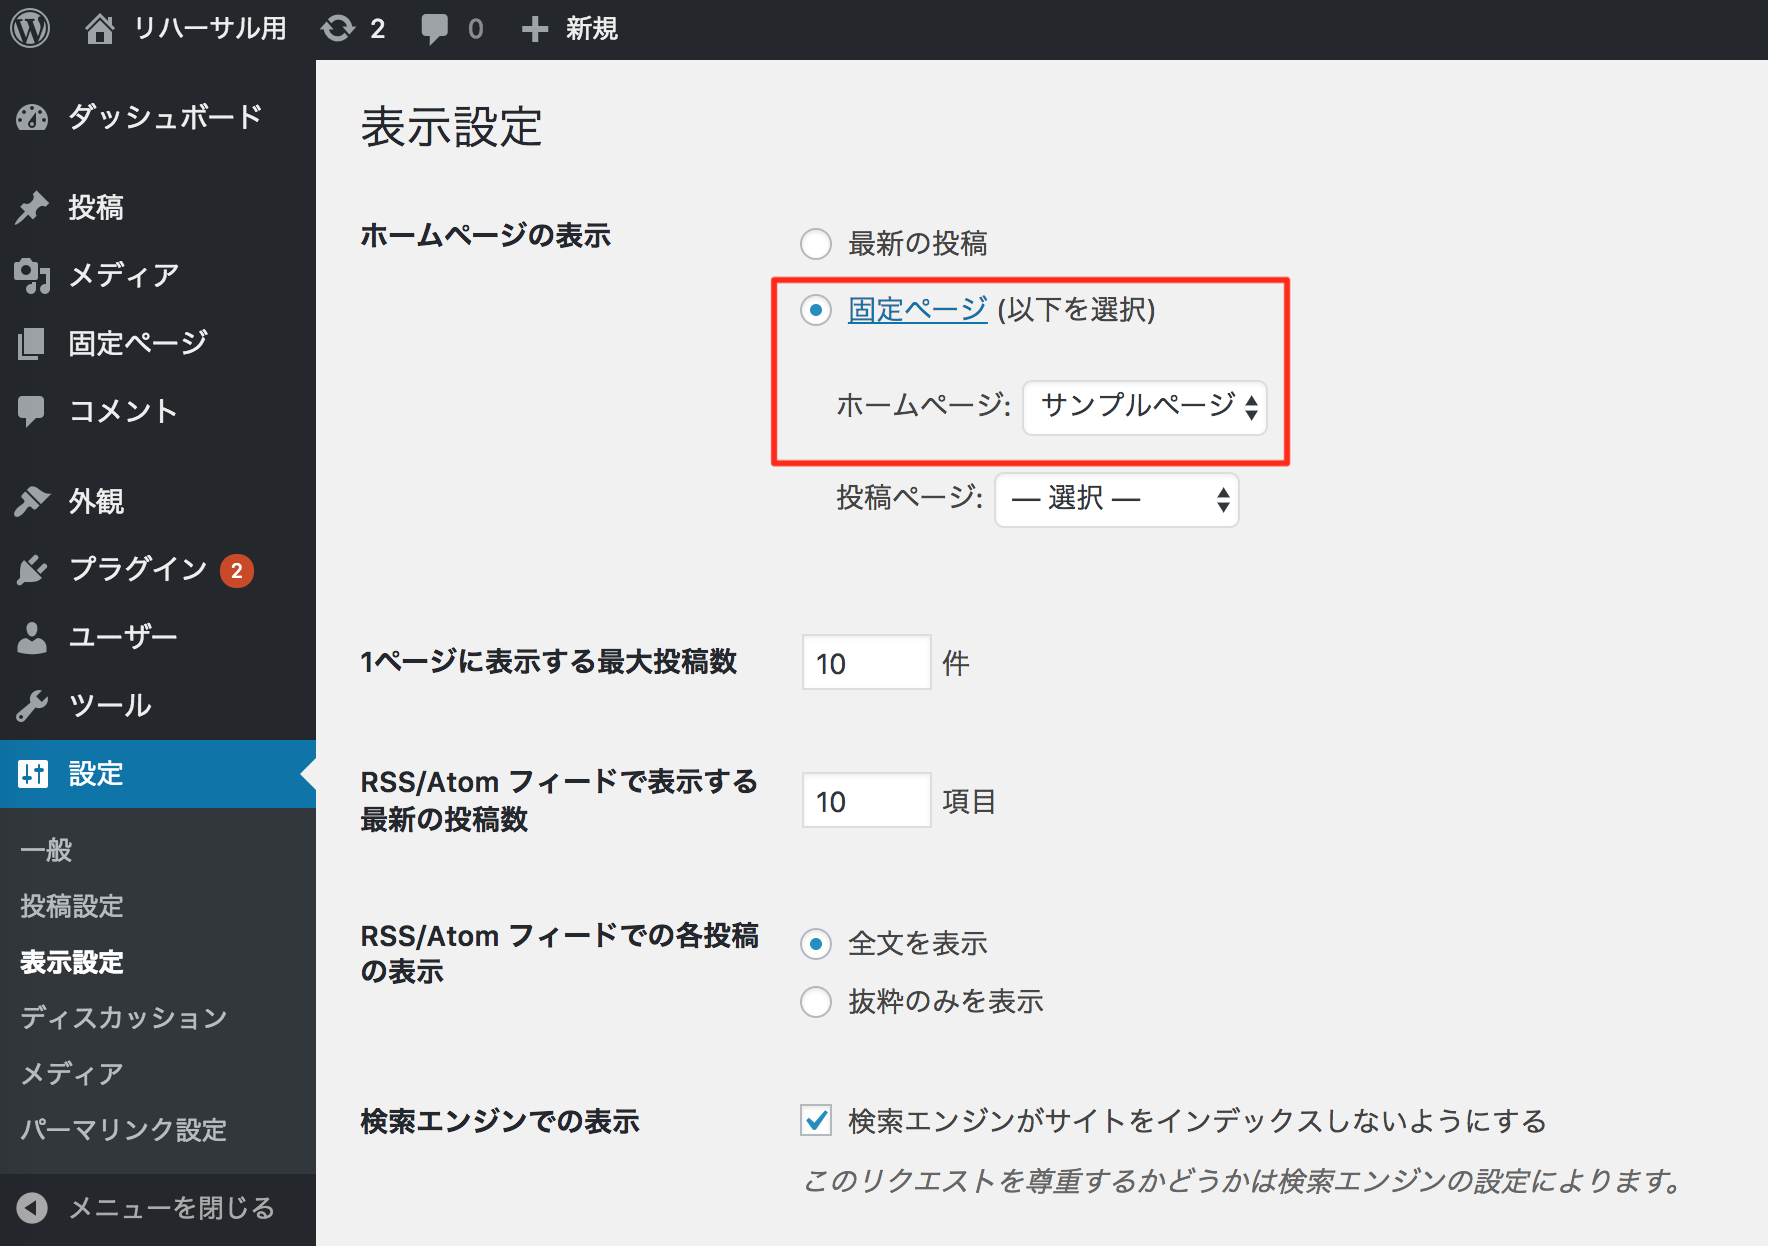 リハーサル用 2 0 新規
ダッシュボード
投稿
メディア
固定ページ
コメント
外観
プラグイン 2
ユーザー
ツール
設定
一般
投稿設定
表示設定
ディスカッション
メディア
パーマリンク設定
メニューを閉じる
表示設定
ホームページの表示
最新の投稿
固定ページ (以下を選択)
ホームページ: サンプルページ
投稿ページ: — 選択 —
1ページに表示する最大投稿数
10 件
RSS/Atom フィードで表示する
最新の投稿数
10 項目
RSS/Atom フィードでの各投稿
の表示
全文を表示
抜粋のみを表示
検索エンジンでの表示
検索エンジンがサイトをインデックスしないようにする
このリクエストを尊重するかどうかは検索エンジンの設定によります。